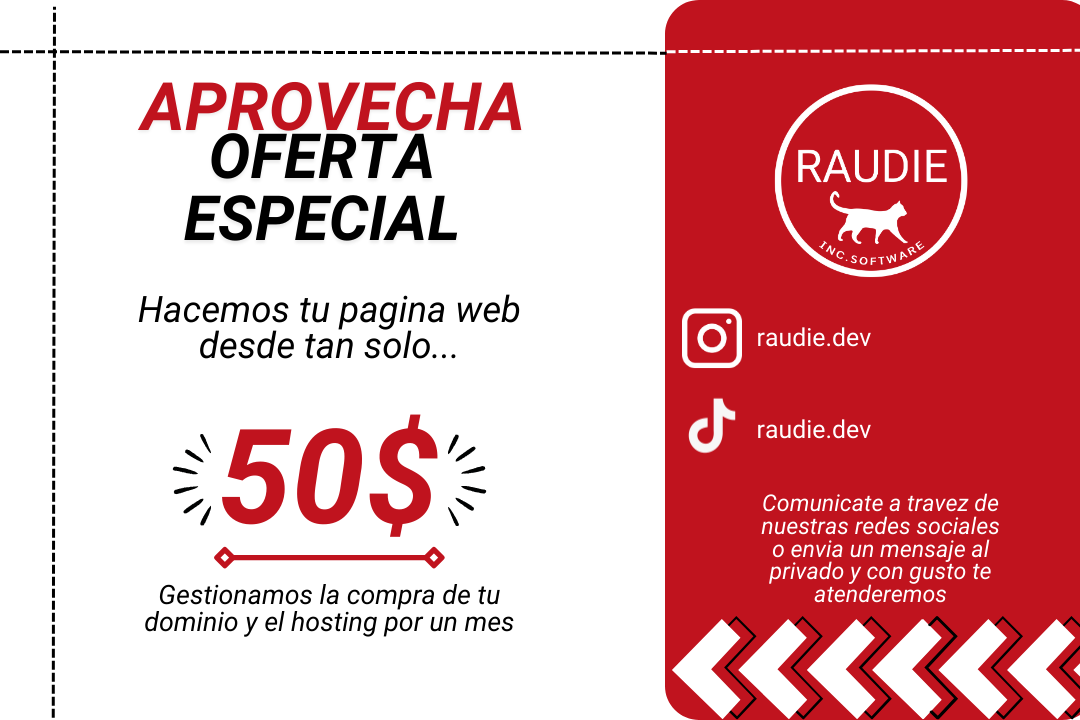 APROVECHA
OFERTA
ESPECIAL
Hacemos tu pagina web
desde tan solo...
50$
Gestionamos la compra de tu
dominio y el hosting por un mes
RAUDIE
INC.SOFTWARE
raudie.dev
raudie.dev
Comunicate a travez de
nuestras redes sociales
o envia un mensaje al
privado y con gusto te
atenderemos